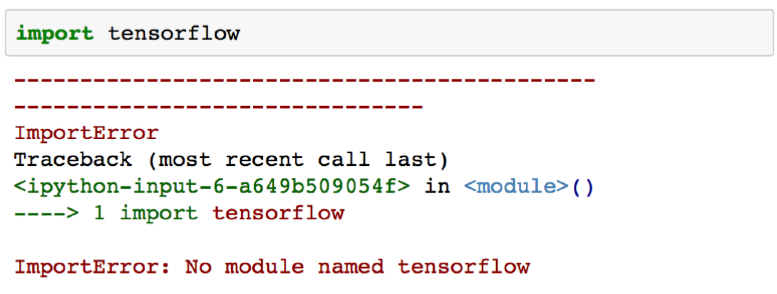 import tensorflow
--------------------------------------------
-------------------------------
ImportError
Traceback (most recent call last)
<ipython-input-6-a649b509054f> in <module>()
----> 1 import tensorflow
ImportError: No module named tensorflow